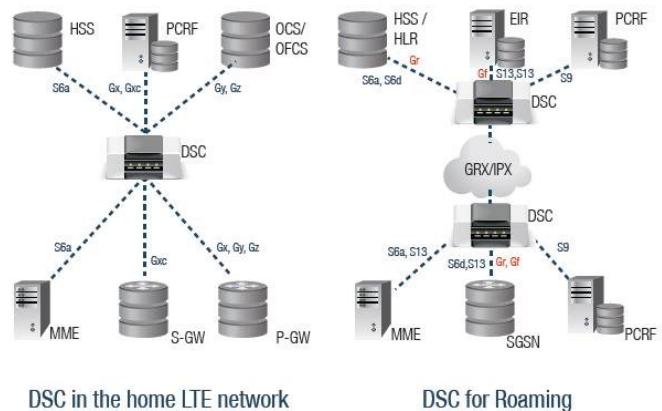 HSS
PCRF
OCS/
OFCS
S6a
Gx, Gxc
Gy, Gz
DSC
S6a
Gxc
Gx, Gy, Gz
MME
S-GW
P-GW
DSC in the home LTE network
HSS /
HLR
EIR
PCRF
Gr
S6a, S6d
Gf
S13,S13
S9
DSC
GRX/IPX
DSC
S6a, S13
S6d,S13
Gr, Gf
S9
MME
SGSN
PCRF
DSC for Roaming